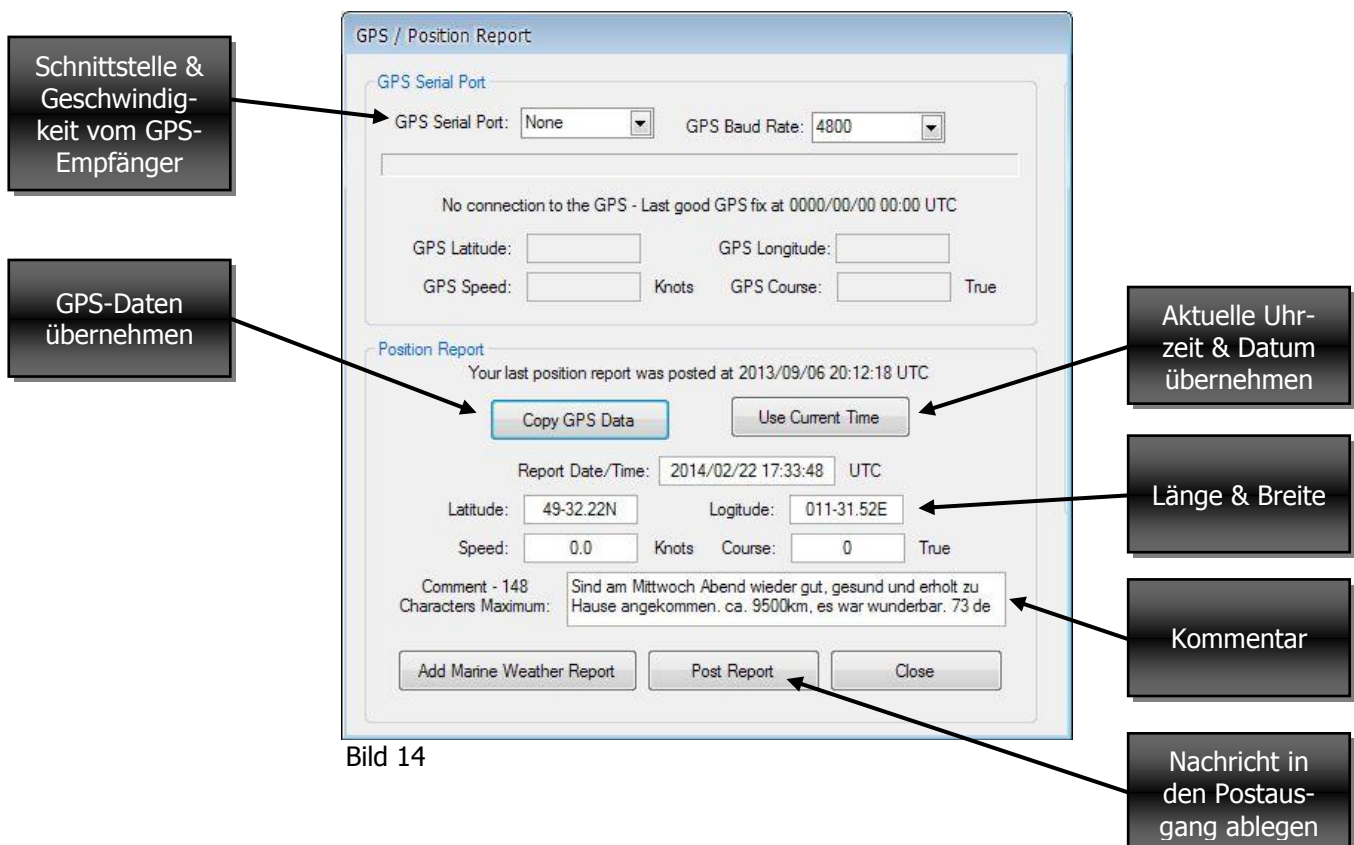 GPS / Position Report
Schnittstelle &
Geschwindig-
keit vom GPS-
Empfänger
GPS Serial Port
GPS Serial Port: None GPS Baud Rate: 4800
No connection to the GPS - Last good GPS fix at 0000/00/00 00:00 UTC
GPS Latitude: GPS Longitude:
GPS Speed: Knots GPS Course: True
GPS-Daten
übernehmen
Aktuelle Uhr-
zeit & Datum
übernehmen
Position Report
Your last position report was posted at 2013/09/06 20:12:18 UTC
Copy GPS Data Use Current Time
Report Date/Time: 2014/02/22 17:33:48 UTC
Latitude: 49-32.22N Logitude: 011-31.52E
Länge & Breite
Speed: 0.0 Knots Course: 0 True
Comment - 148
Characters Maximum:
Sind am Mittwoch Abend wieder gut, gesund und erholt zu
Hause angekommen. ca. 9500km, es war wunderbar. 73 de
Kommentar
Add Marine Weather Report Post Report Close
Bild 14
Nachricht in
den Postaus-
gang ablegen